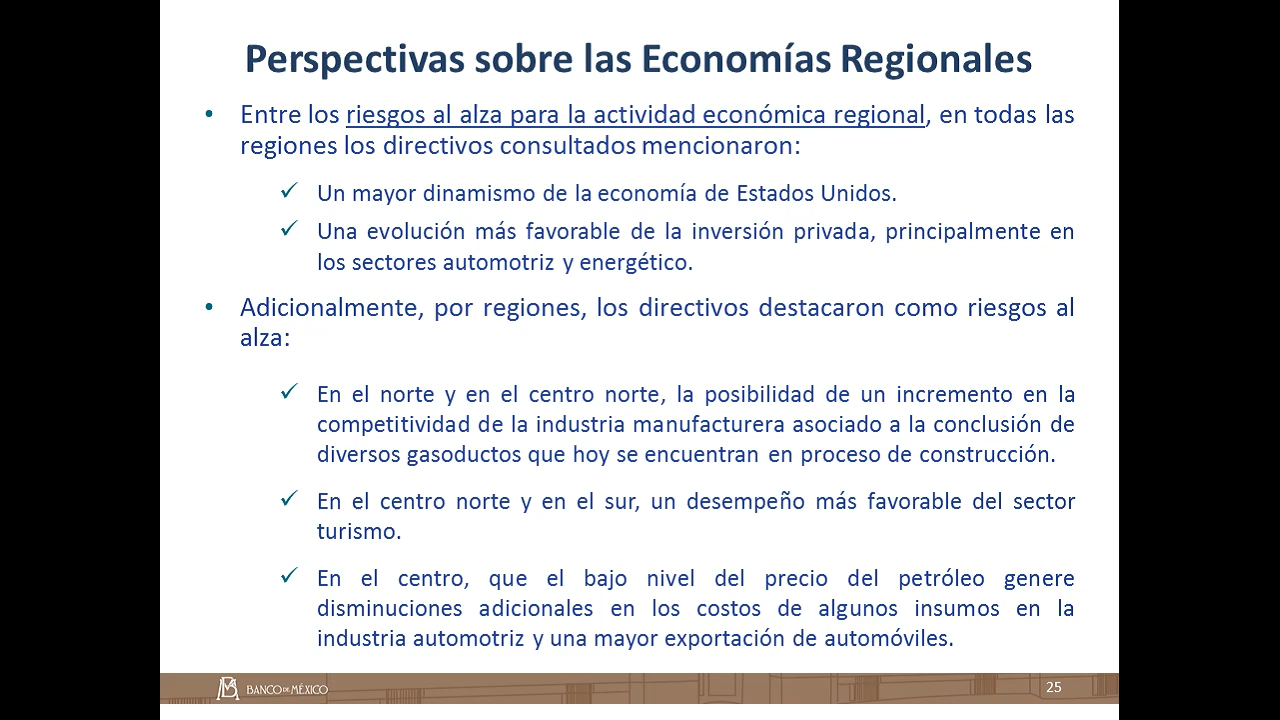 Perspectivas sobre las Economías Regionales
• Entre los riesgos al alza para la actividad económica regional, en todas las
regiones los directivos consultados mencionaron:
✓ Un mayor dinamismo de la economía de Estados Unidos.
✓ Una evolución más favorable de la inversión privada, principalmente en
los sectores automotriz y energético.
• Adicionalmente, por regiones, los directivos destacaron como riesgos al
alza:
✓ En el norte y en el centro norte, la posibilidad de un incremento en la
competitividad de la industria manufacturera asociado a la conclusión de
diversos gasoductos que hoy se encuentran en proceso de construcción.
✓ En el centro norte y en el sur, un desempeño más favorable del sector
turismo.
✓ En el centro, que el bajo nivel del precio del petróleo genere
disminuciones adicionales en los costos de algunos insumos en la
industria automotriz y una mayor exportación de automóviles.
BANCO DE MÉXICO
25